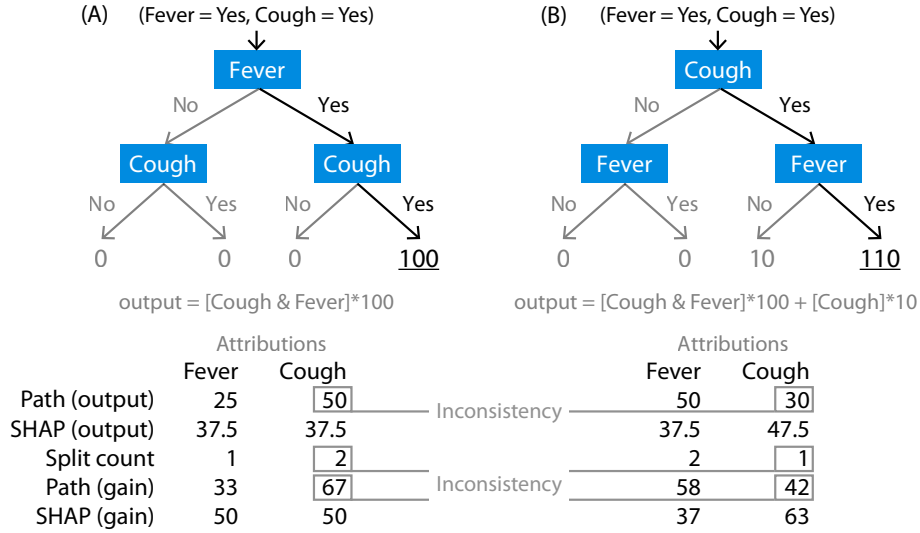 (A) (Fever = Yes, Cough = Yes)
Fever
No Yes
Cough Cough
No Yes No Yes
0 0 0 100
output = [Cough & Fever]*100
(B) (Fever = Yes, Cough = Yes)
Cough
No Yes
Fever Fever
No Yes No Yes
0 0 10 110
output = [Cough & Fever]*100 + [Cough]*10
Attributions Attributions
Fever Cough Fever Cough
Path (output) 25 50 Inconsistency 50 30
SHAP (output) 37.5 37.5 37.5 47.5
Split count 1 2 2 1
Path (gain) 33 67 Inconsistency 58 42
SHAP (gain) 50 50 37 63